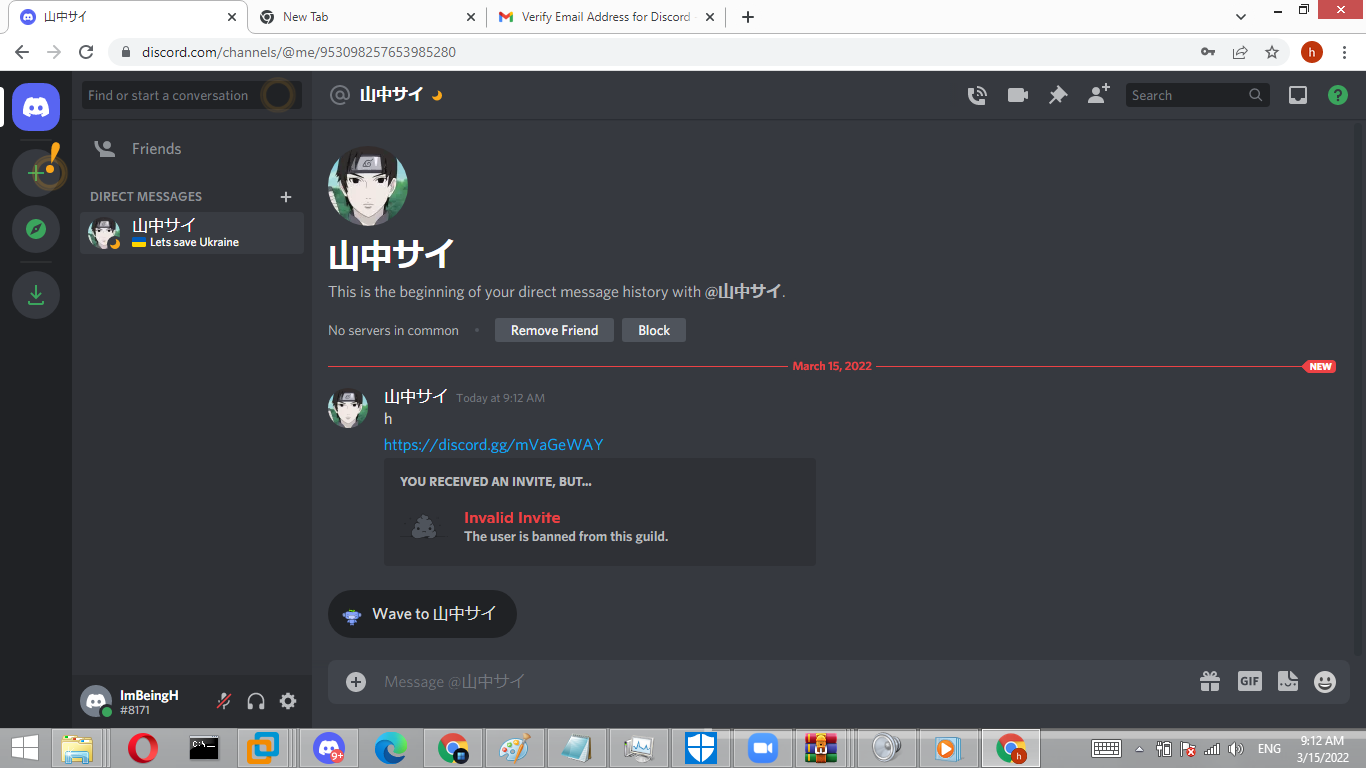 山中サイ
New Tab
Verify Email Address for Discord
discord.com/channels/@me/953098257653985280
h
Find or start a conversation
@ 山中サイ
Search
Friends
DIRECT MESSAGES
山中サイ
Lets save Ukraine
山中サイ
This is the beginning of your direct message history with @山中サイ.
No servers in common
Remove Friend
Block
March 15, 2022
NEW
山中サイ Today at 9:12 AM
h
https://discord.gg/mVaGeWAY
YOU RECEIVED AN INVITE, BUT...
Invalid Invite
The user is banned from this guild.
Wave to 山中サイ
Message @山中サイ
GIF
ImBeingH
#8171
9+
h
ENG
9:12 AM
3/15/2022